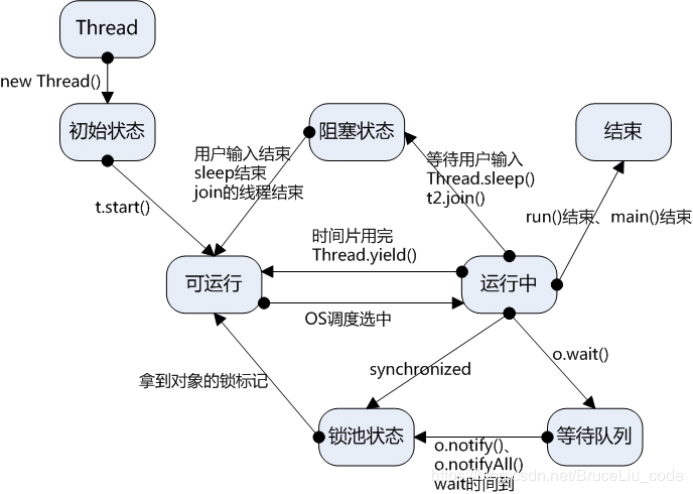 Thread
new Thread()
初始状态
阻塞状态
结束
用户输入结束
sleep结束
join的线程结束
等待用户输入
Thread.sleep()
t2.join()
t.start()
run()结束、main()结束
时间片用完
Thread.yield()
可运行
运行中
OS调度选中
synchronized
o.wait()
拿到对象的锁标记
锁池状态
o.notify()、
o.notifyAll()
wait时间到
等待队列
csdn.net/BruceLiu_code